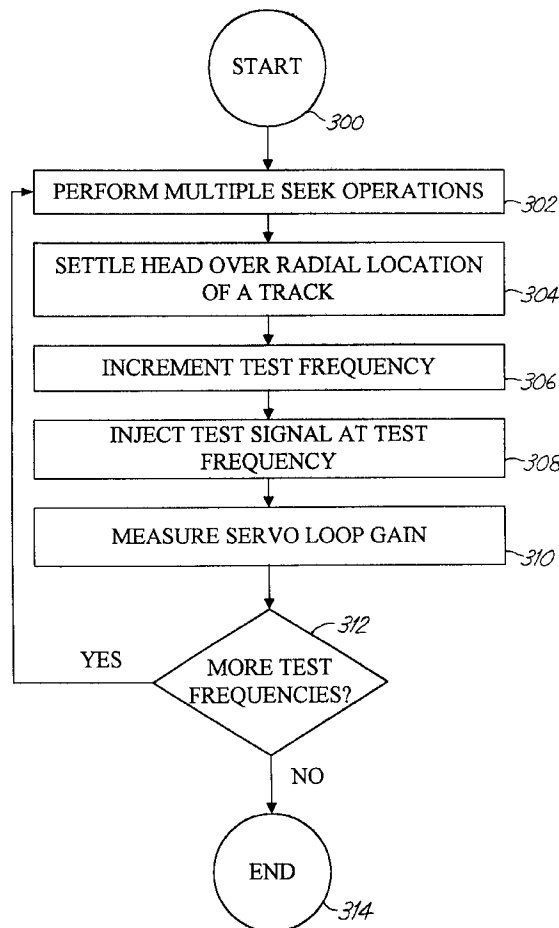 START
300
PERFORM MULTIPLE SEEK OPERATIONS
302
SETTLE HEAD OVER RADIAL LOCATION
OF A TRACK
304
INCREMENT TEST FREQUENCY
306
INJECT TEST SIGNAL AT TEST
FREQUENCY
308
MEASURE SERVO LOOP GAIN
310
312
YES
MORE TEST
FREQUENCIES?
NO
END
314